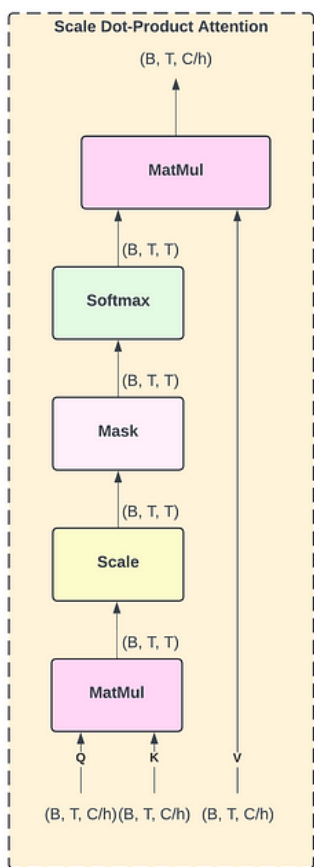 Scale Dot-Product Attention
(B, T, C/h)
MatMul
(B, T, T)
Softmax
(B, T, T)
Mask
(B, T, T)
Scale
(B, T, T)
MatMul
Q K V
(B, T, C/h) (B, T, C/h) (B, T, C/h)